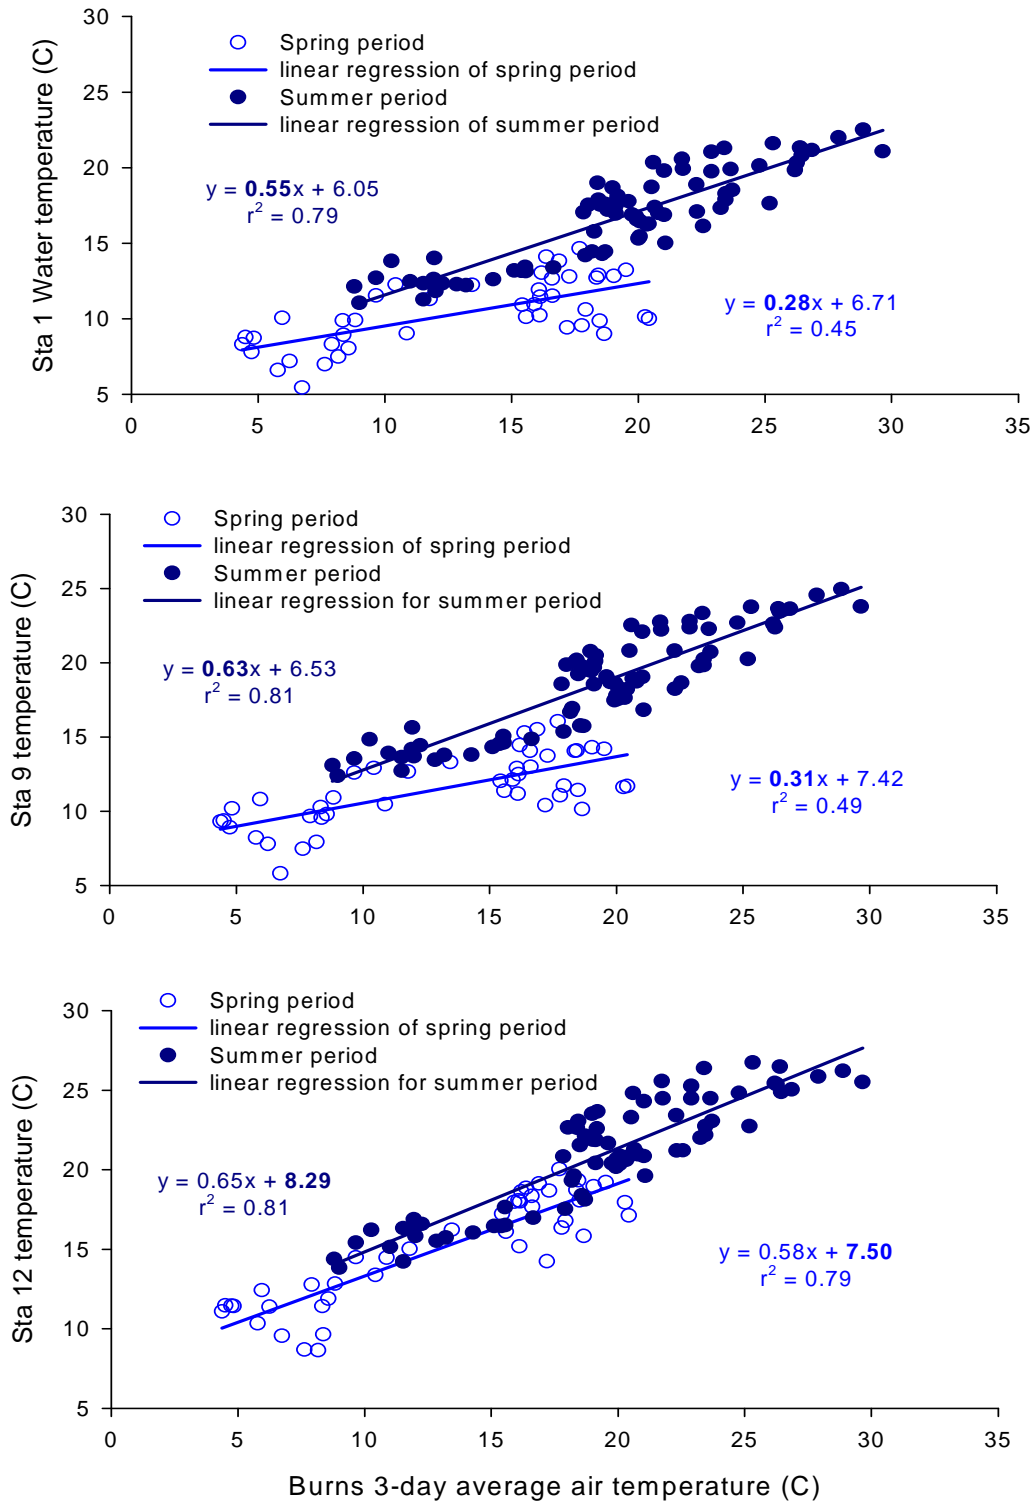 30
25
20
15
10
5
Sta 1 Water temperature (C)
Spring period
linear regression of spring period
Summer period
linear regression of summer period
y = 0.55x + 6.05
r2 = 0.79
y = 0.28x + 6.71
r2 = 0.45
0 5 10 15 20 25 30 35
30
25
20
15
10
5
Sta 9 temperature (C)
Spring period
linear regression of spring period
Summer period
linear regression for summer period
y = 0.63x + 6.53
r2 = 0.81
y = 0.31x + 7.42
r2 = 0.49
0 5 10 15 20 25 30 35
30
25
20
15
10
5
Sta 12 temperature (C)
Spring period
linear regression of spring period
Summer period
linear regression for summer period
y = 0.65x + 8.29
r2 = 0.81
y = 0.58x + 7.50
r2 = 0.79
0 5 10 15 20 25 30 35
Burns 3-day average air temperature (C)